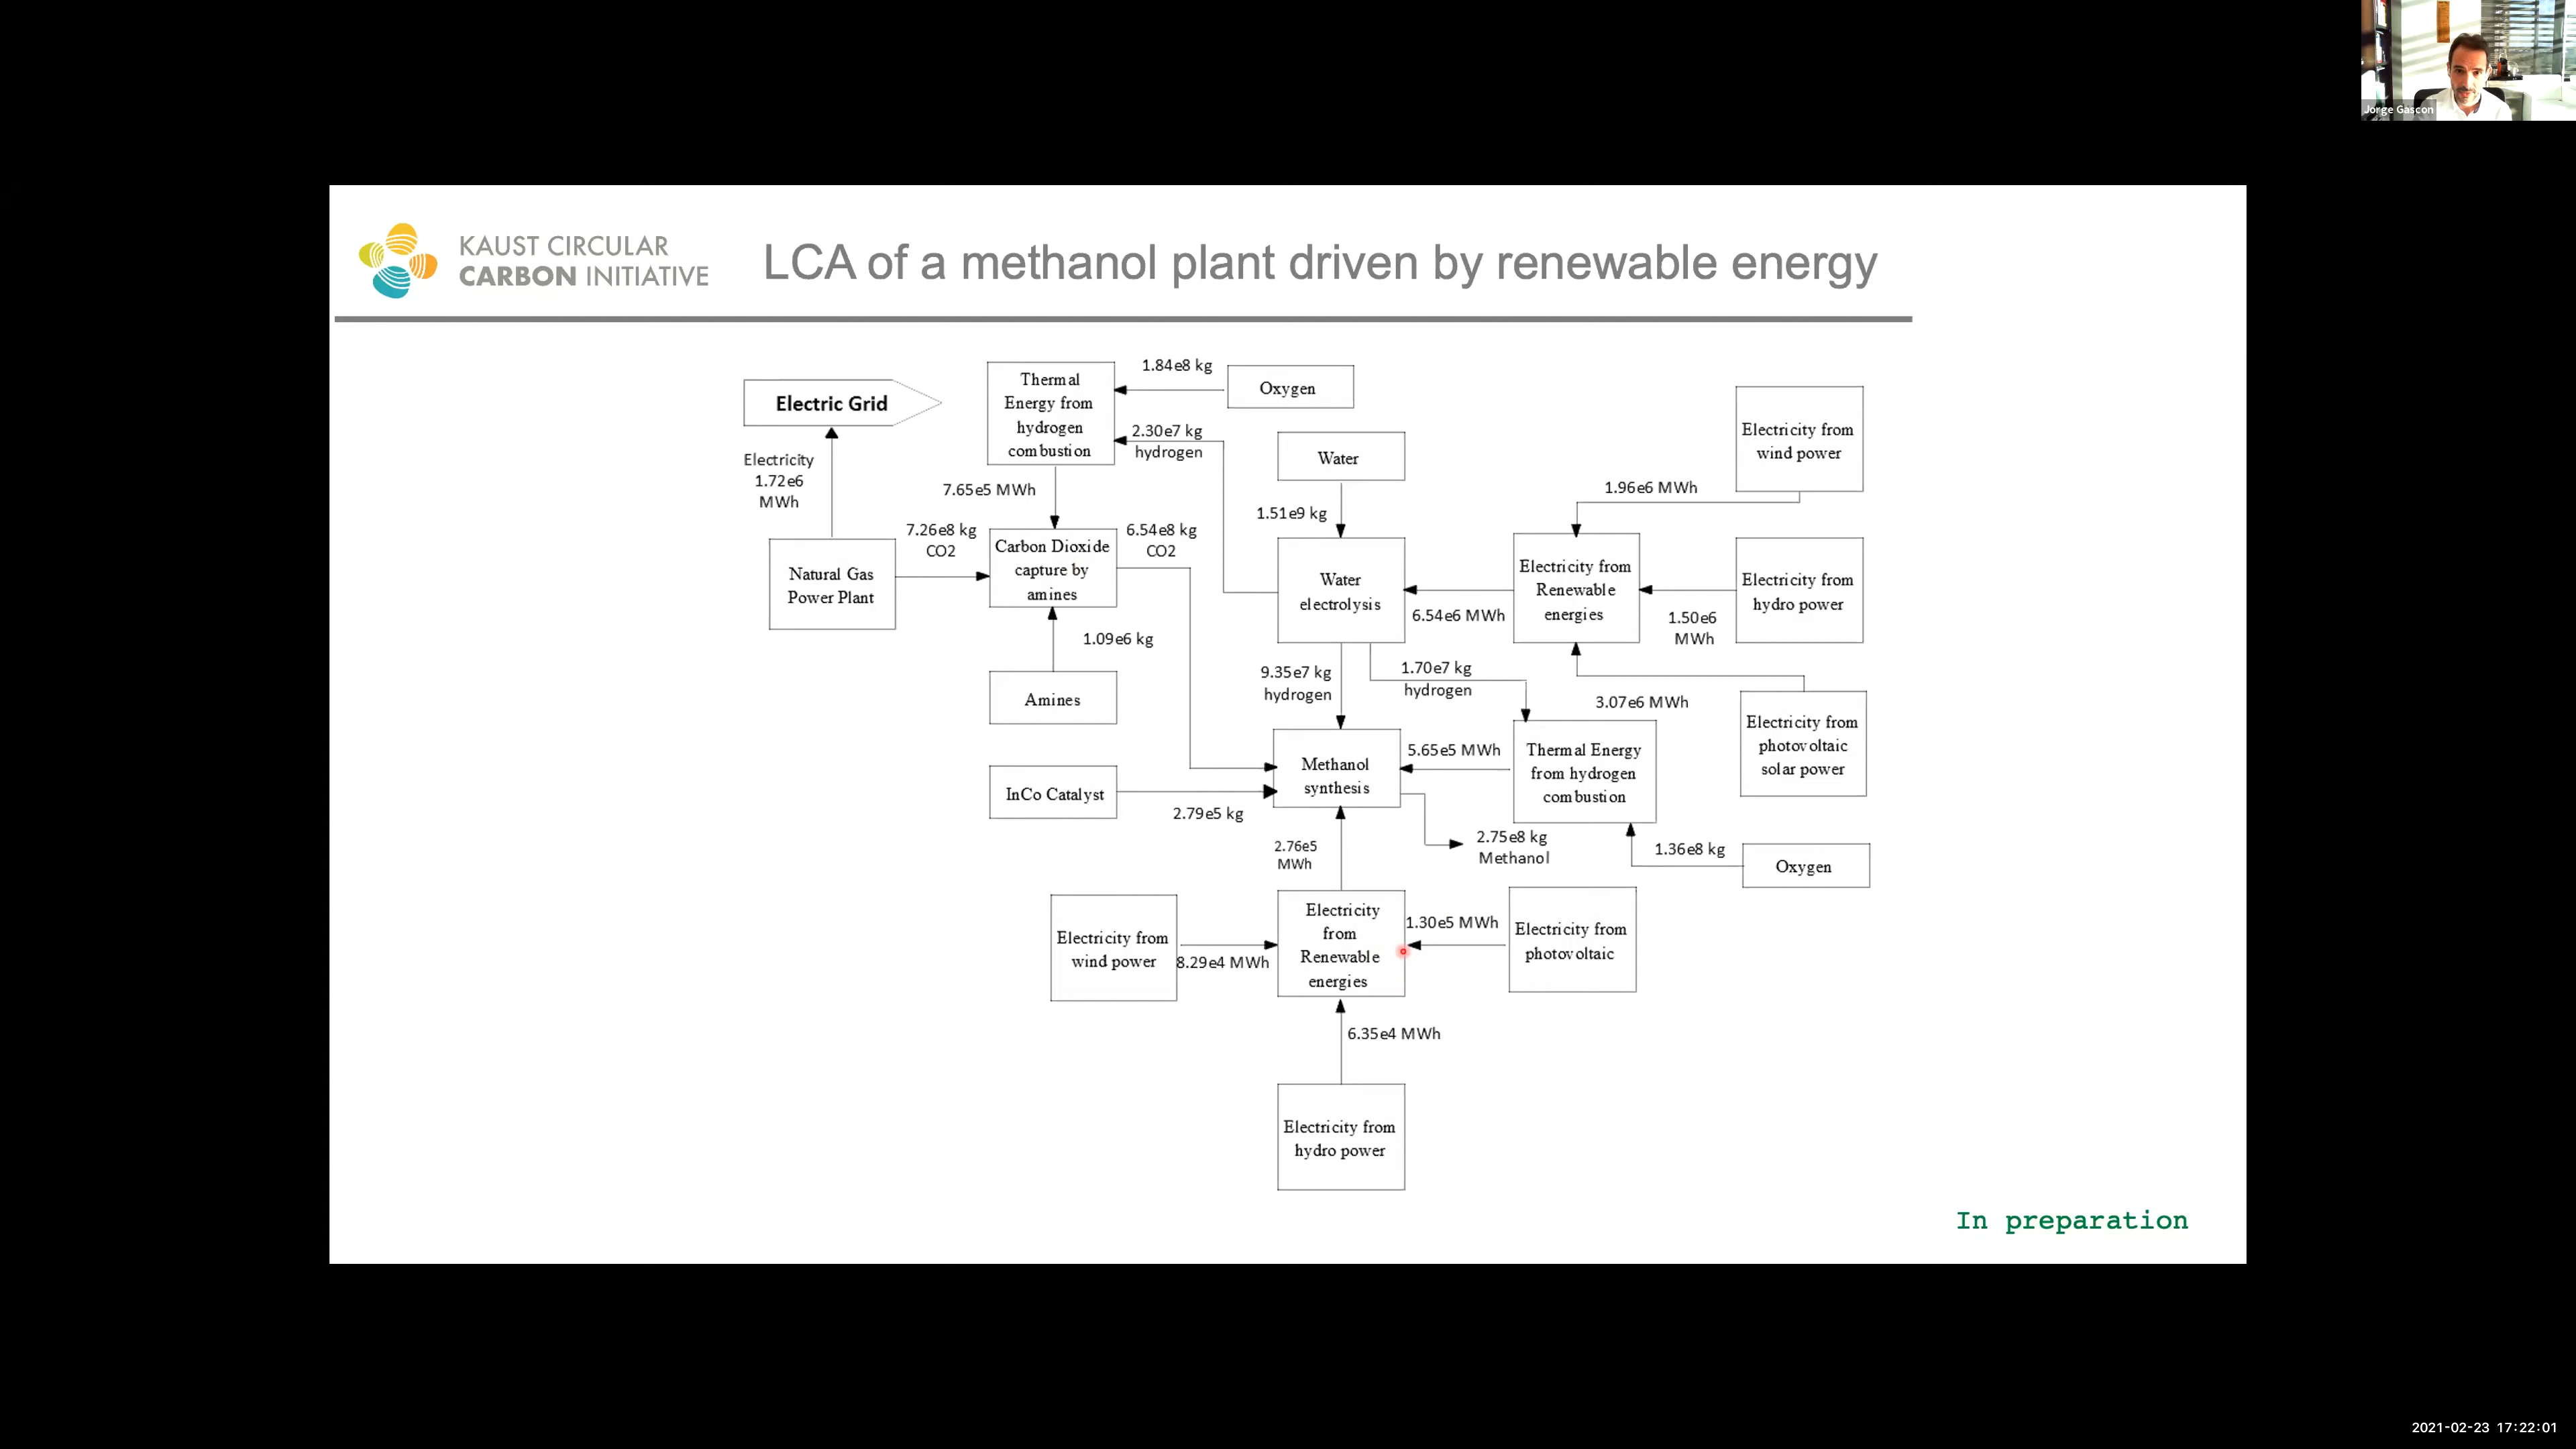 Jorge Gascon
KAUST CIRCULAR
CARBON INITIATIVE
LCA of a methanol plant driven by renewable energy
Electric Grid
Electricity
1.72e6
MWh
Natural Gas
Power Plant
7.26e8 kg
CO2
Thermal
Energy from
hydrogen
combustion
1.84e8 kg
Oxygen
2.30e7 kg
hydrogen
7.65e5 MWh
Carbon Dioxide
capture by
amines
6.54e8 kg
CO2
1.09e6 kg
Amines
InCo Catalyst
2.79e5 kg
Water
1.51e9 kg
Water
electrolysis
6.54e6 MWh
Electricity from
Renewable
energies
1.96e6 MWh
Electricity from
wind power
1.50e6
MWh
Electricity from
hydro power
3.07e6 MWh
Electricity from
photovoltaic
solar power
9.35e7 kg
hydrogen
1.70e7 kg
hydrogen
Methanol
synthesis
5.65e5 MWh
Thermal Energy
from hydrogen
combustion
2.75e8 kg
Methanol
1.36e8 kg
Oxygen
2.76e5
MWh
Electricity from
wind power
8.29e4 MWh
Electricity
from
Renewable
energies
1.30e5 MWh
Electricity from
photovoltaic
6.35e4 MWh
Electricity from
hydro power
In preparation
2021-02-23 17:22:01